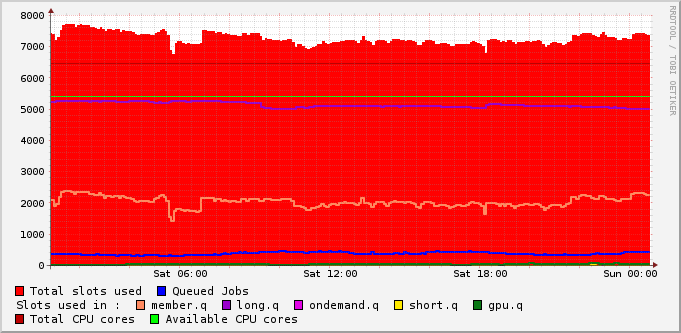 8000
7000
6000
5000
4000
3000
2000
1000
0
Sat 06:00 Sat 12:00 Sat 18:00 Sun 00:00
RRDTOOL / TOBI OETIKER
Total slots used Queued Jobs
Slots used in : member.q long.q ondemand.q short.q gpu.q
Total CPU cores Available CPU cores